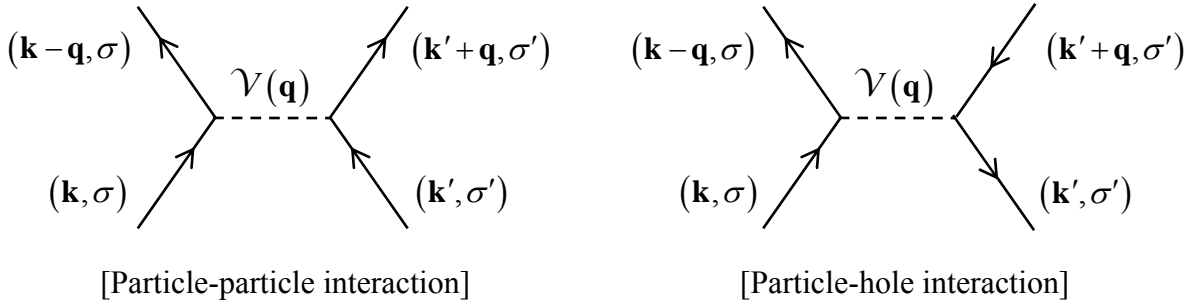 (k−q,σ) (k′+q,σ′) (k−q,σ) (k′+q,σ′)
𝒱(q) 𝒱(q)
(k,σ) (k′,σ′) (k,σ) (k′,σ′)
[Particle-particle interaction] [Particle-hole interaction]